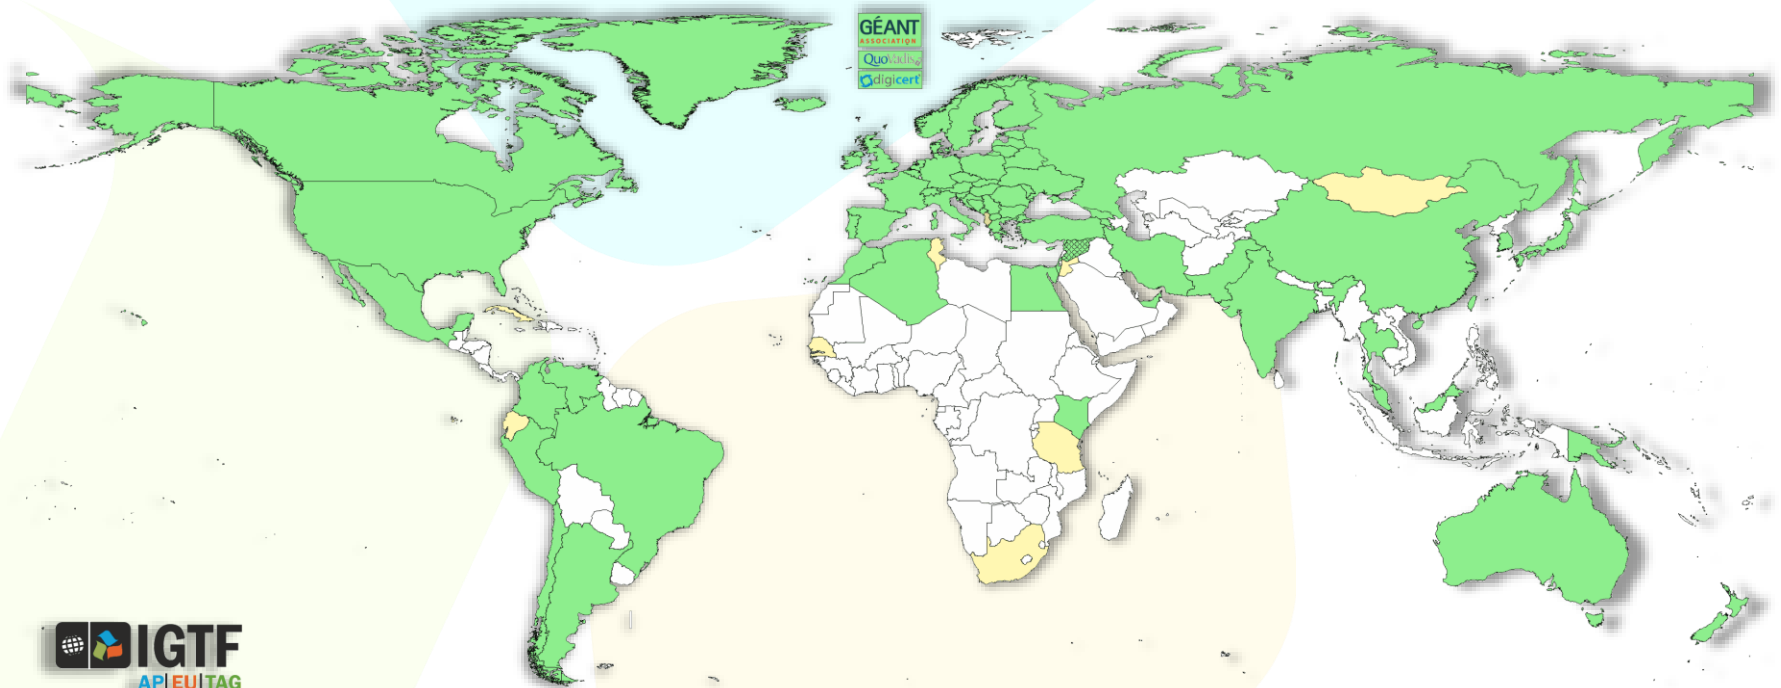 GÉANT
ASSOCIATION
QuoVadis
digicert
IGTF
AP|EU|TAG